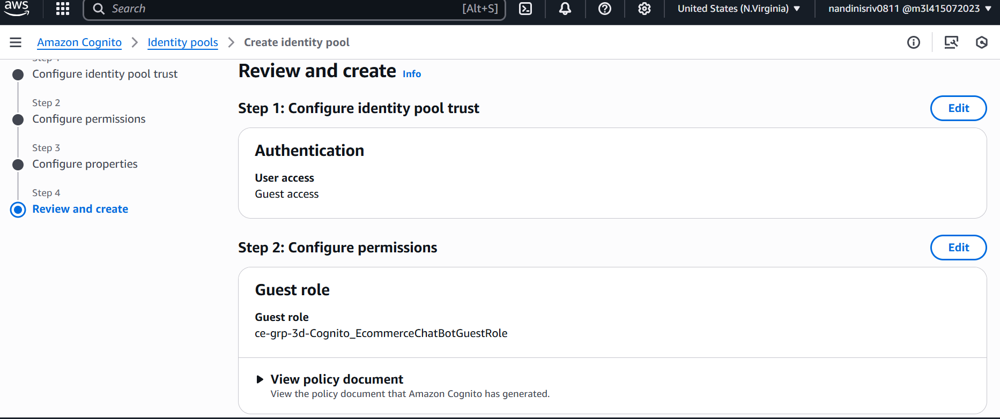 aws
Search
[Alt+S]
United States (N.Virginia)
nandinisriv0811 @m3l415072023
Amazon Cognito
Identity pools
Create identity pool
Configure identity pool trust
Step 2
Configure permissions
Step 3
Configure properties
Step 4
Review and create
Review and create Info
Step 1: Configure identity pool trust
Edit
Authentication
User access
Guest access
Step 2: Configure permissions
Edit
Guest role
Guest role
ce-grp-3d-Cognito_EcommerceChatBotGuestRole
View policy document
View the policy document that Amazon Cognito has generated.